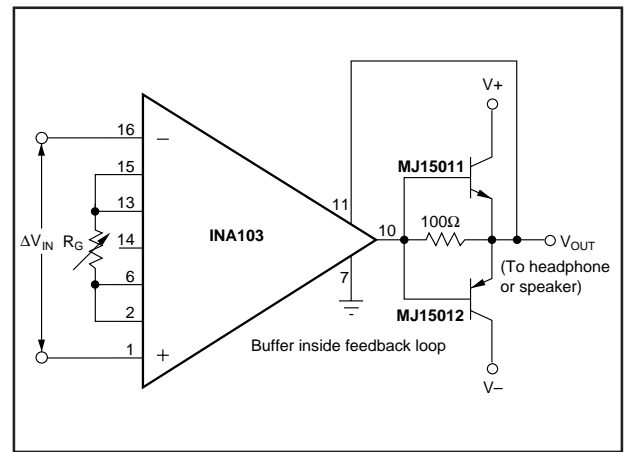 V+
MJ15011
16
–
15
11
13
100Ω
10
ΔV_IN
R_G
14
INA103
V_OUT
6
7
(To headphone
or speaker)
2
MJ15012
1
+
Buffer inside feedback loop
V–